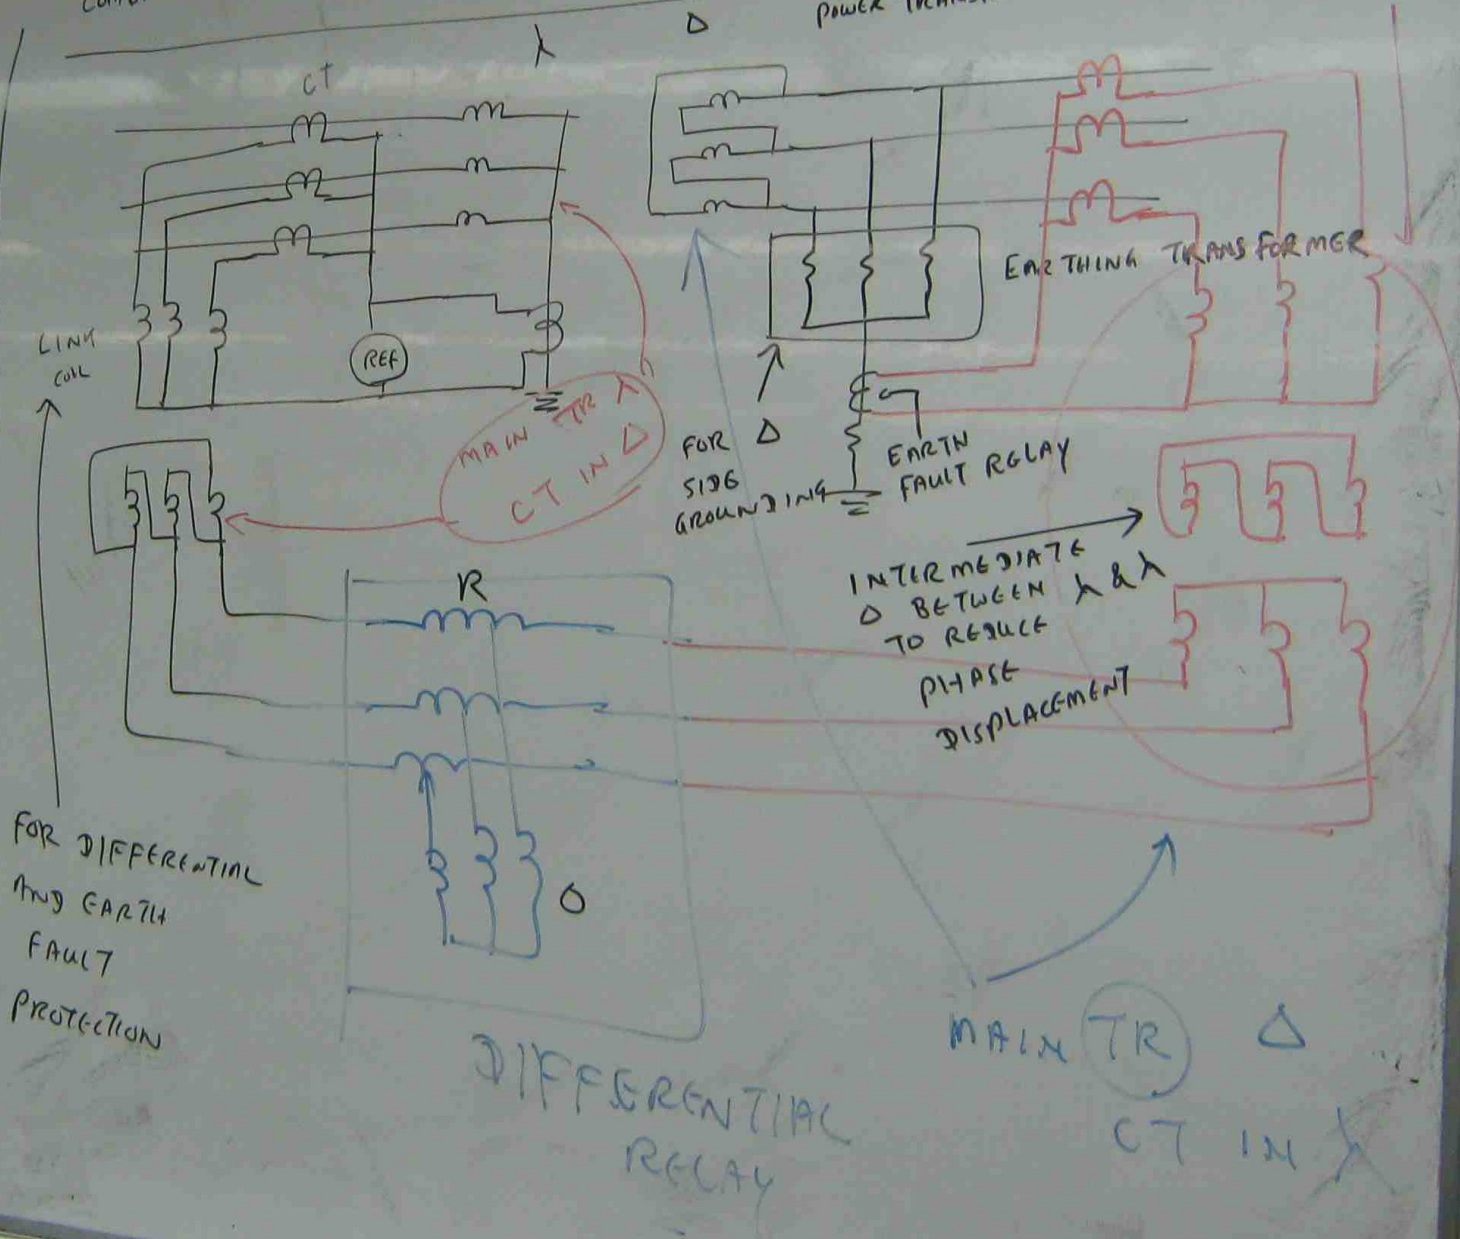 POWER
λ
Δ
CT
EARTHING TRANSFORMER
LINK
COIL
REF
MAIN TR λ
CT IN Δ
FOR Δ
SIDE
GROUNDING
EARTH
FAULT RELAY
INTERMEDIATE
Δ BETWEEN λ & λ
TO REDUCE
PHASE
DISPLACEMENT
R
O
FOR DIFFERENTIAL
AND EARTH
FAULT
PROTECTION
DIFFERENTIAL
RELAY
MAIN TR Δ
CT IN λ